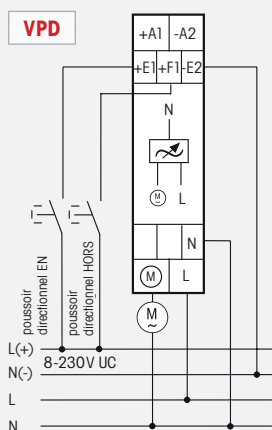 VPD
+A1 -A2
+E1 +F1 -E2
N
M
~
L
N
M
L
M
~
poussoir
directionnel EN
poussoir
directionnel HORS
L(+)
8-230V UC
N(-)
L
N